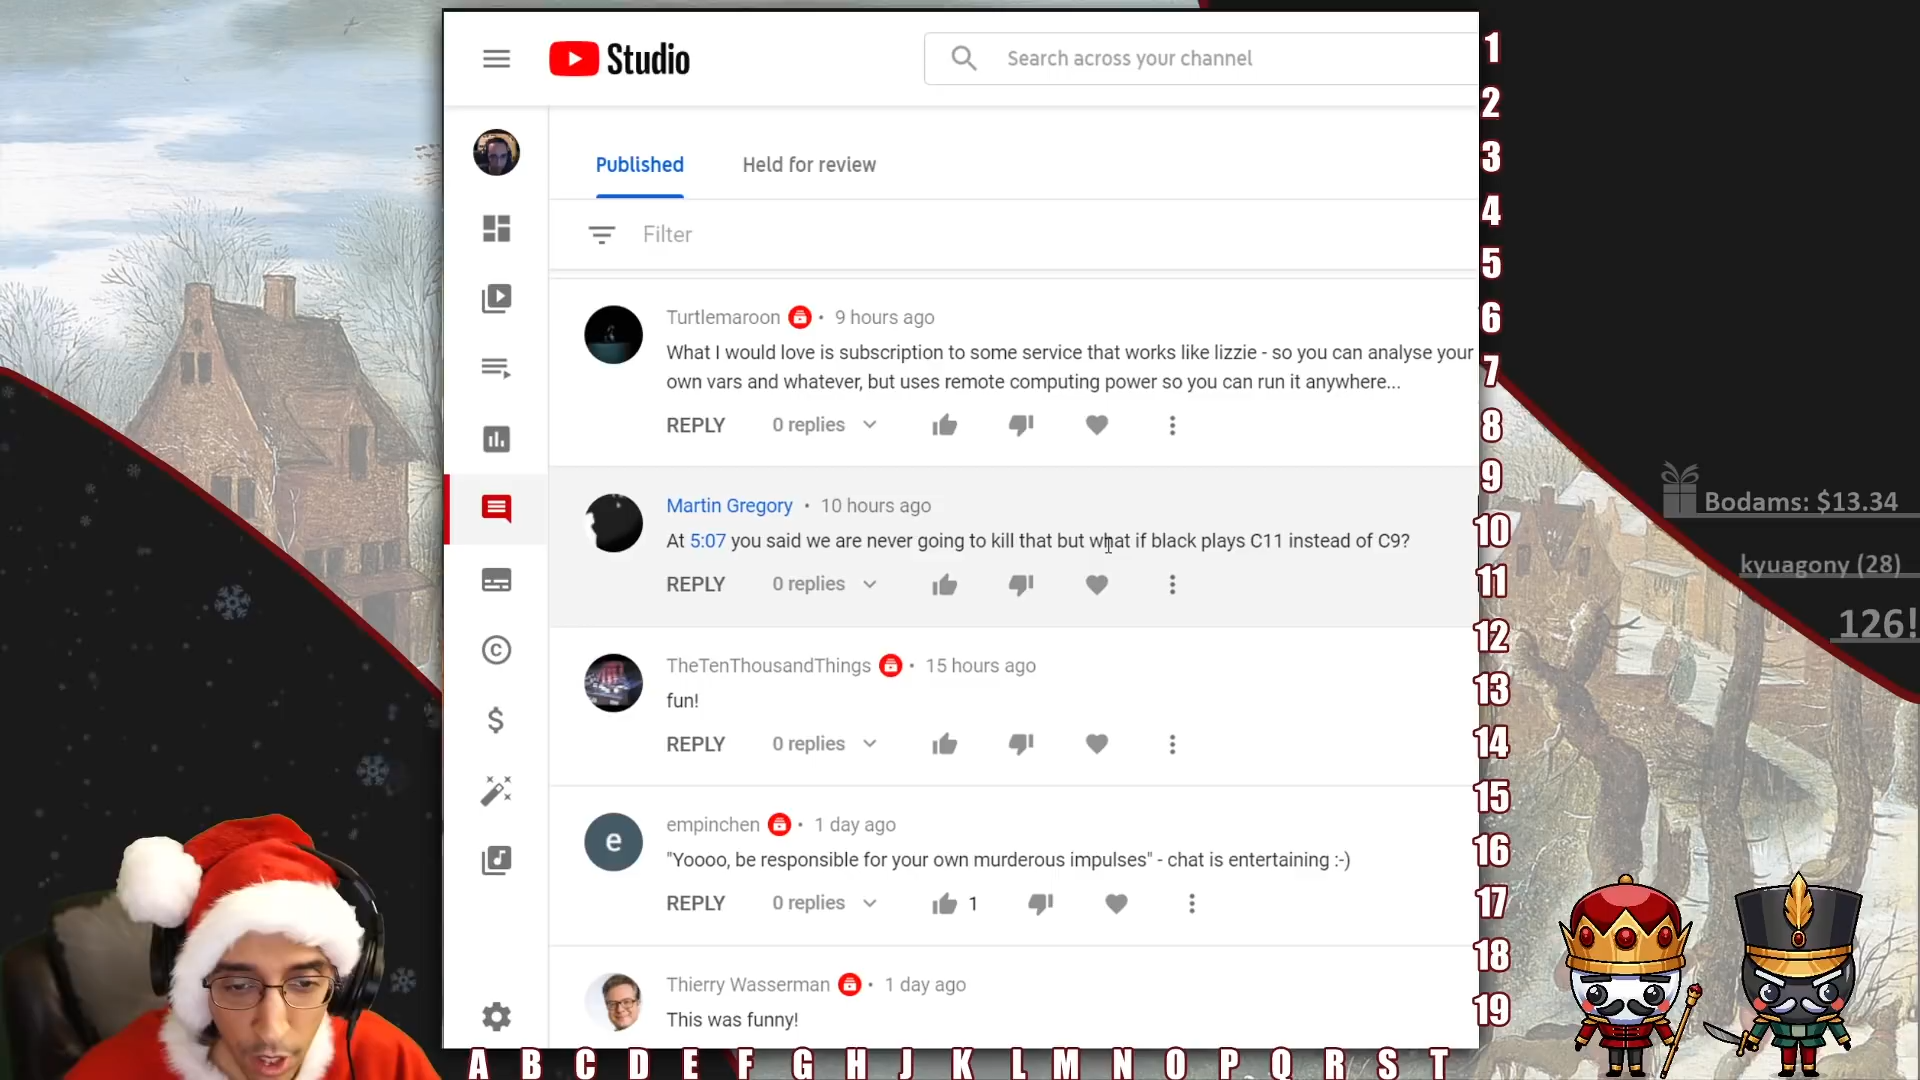 Studio
Search across your channel
Published
Held for review
Filter
Turtlemaroon • 9 hours ago
What I would love is subscription to some service that works like lizzie - so you can analyse your
own vars and whatever, but uses remote computing power so you can run it anywhere...
REPLY 0 replies
Martin Gregory • 10 hours ago
At 5:07 you said we are never going to kill that but what if black plays C11 instead of C9?
REPLY 0 replies
TheTenThousandThings • 15 hours ago
fun!
REPLY 0 replies
empinchen • 1 day ago
"Yoooo, be responsible for your own murderous impulses" - chat is entertaining :-)
REPLY 0 replies 1
Thierry Wasserman • 1 day ago
This was funny!
e
1
2
3
4
5
6
7
8
9
10
11
12
13
14
15
16
17
18
19
A B C D E F G H J K L M N O P Q R S T
Bodams: $13.34
kyuagony (28)
126!